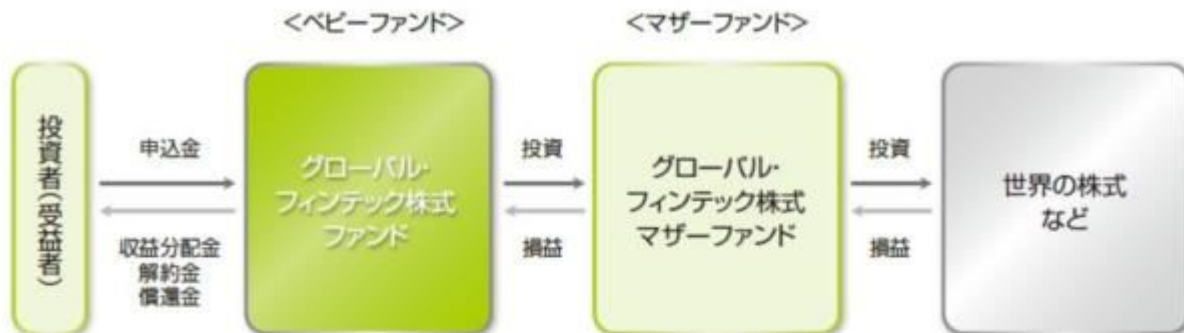 <ベビーファンド>
<マザーファンド>
投資者(受益者)
申込金
収益分配金
解約金
償還金
グローバル・
フィンテック株式
ファンド
投資
損益
グローバル・
フィンテック株式
マザーファンド
投資
損益
世界の株式
など